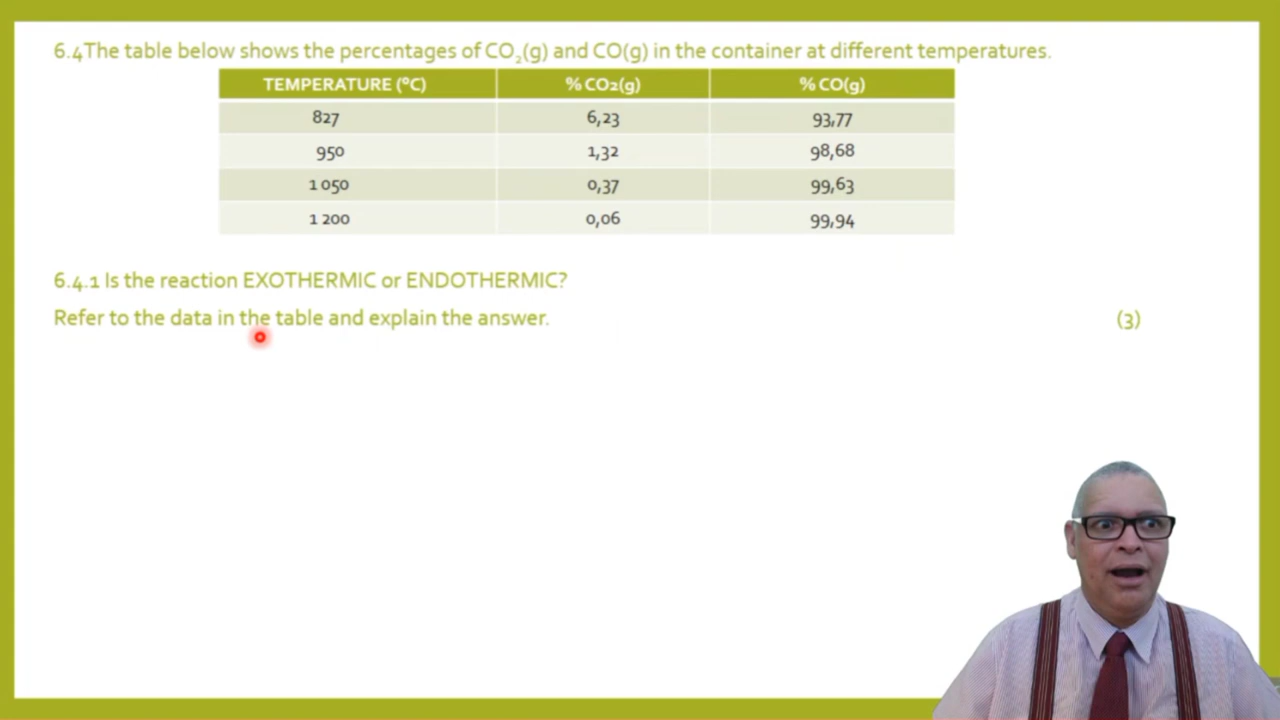 6.4The table below shows the percentages of CO₂(g) and CO(g) in the container at different temperatures.
TEMPERATURE (°C) % CO2(g) % CO(g)
827 6,23 93,77
950 1,32 98,68
1 050 0,37 99,63
1 200 0,06 99,94
6.4.1 Is the reaction EXOTHERMIC or ENDOTHERMIC?
Refer to the data in the table and explain the answer. (3)